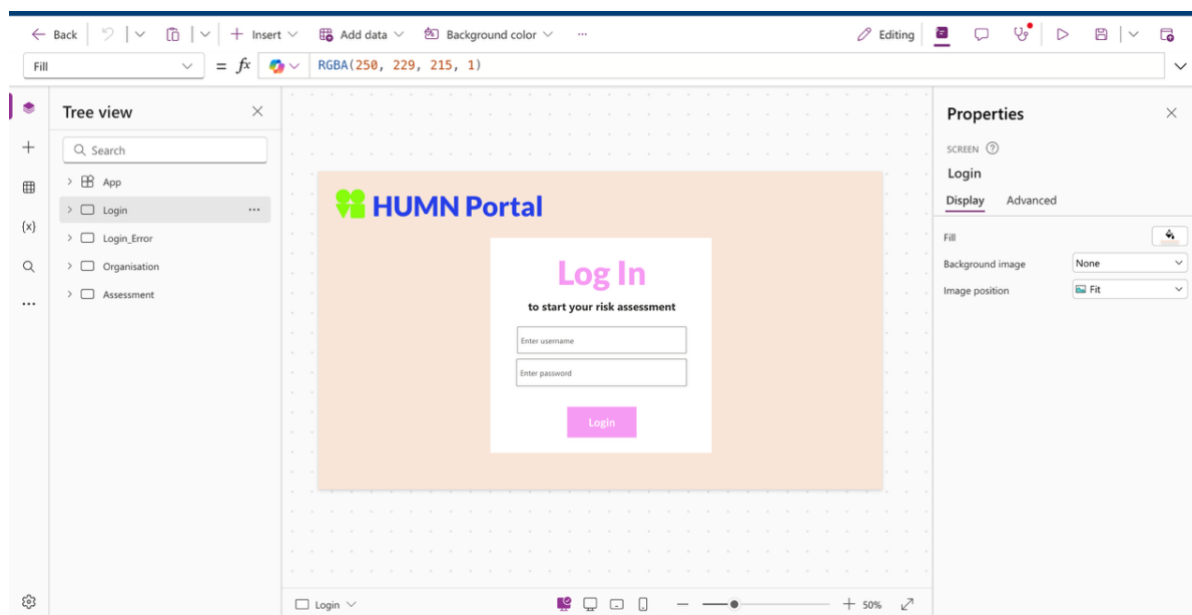 Back
Insert
Add data
Background color
...
Editing
Fill
= fx
RGBA(250, 229, 215, 1)
Tree view
Search
App
Login
...
Login_Error
Organisation
Assessment
{x}
HUMN Portal
Log In
to start your risk assessment
Enter username
Enter password
Login
Properties
SCREEN
Login
Display Advanced
Fill
Background image None
Image position Fit
Login
50%